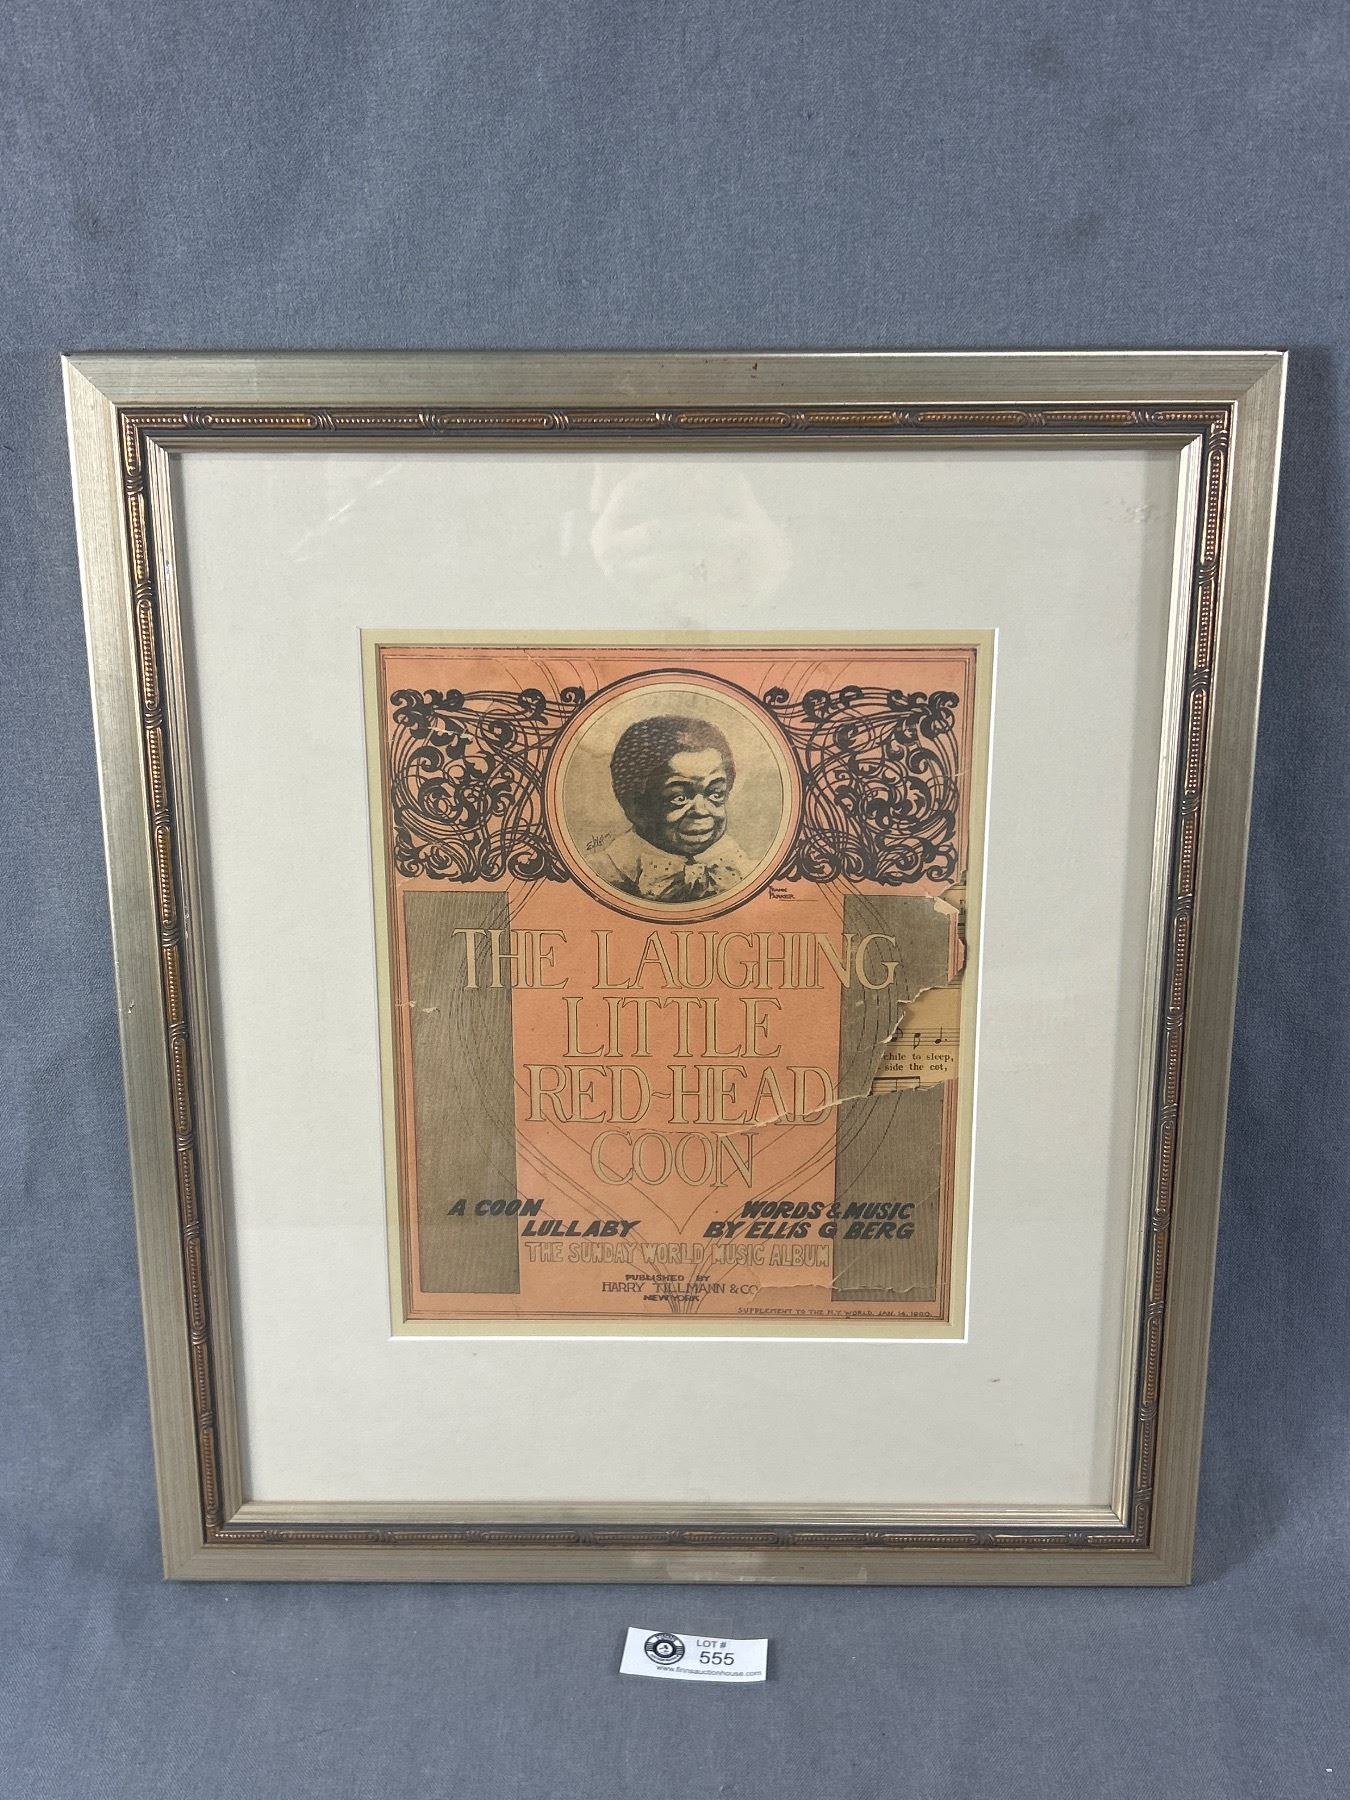 FRANK
PARKER
THE LAUGHING
LITTLE
RED-HEAD
COON
chile to sleep,
side the cot,
A COON
LULLABY
WORDS & MUSIC
BY ELLIS G BERG
THE SUNDAY WORLD MUSIC ALBUM
PUBLISHED BY
HARRY TILLMANN & CO
NEW YORK
SUPPLEMENT TO THE N.Y. WORLD, JAN. 14, 1900.
LOT #
555
www.finnsauctionhouse.com